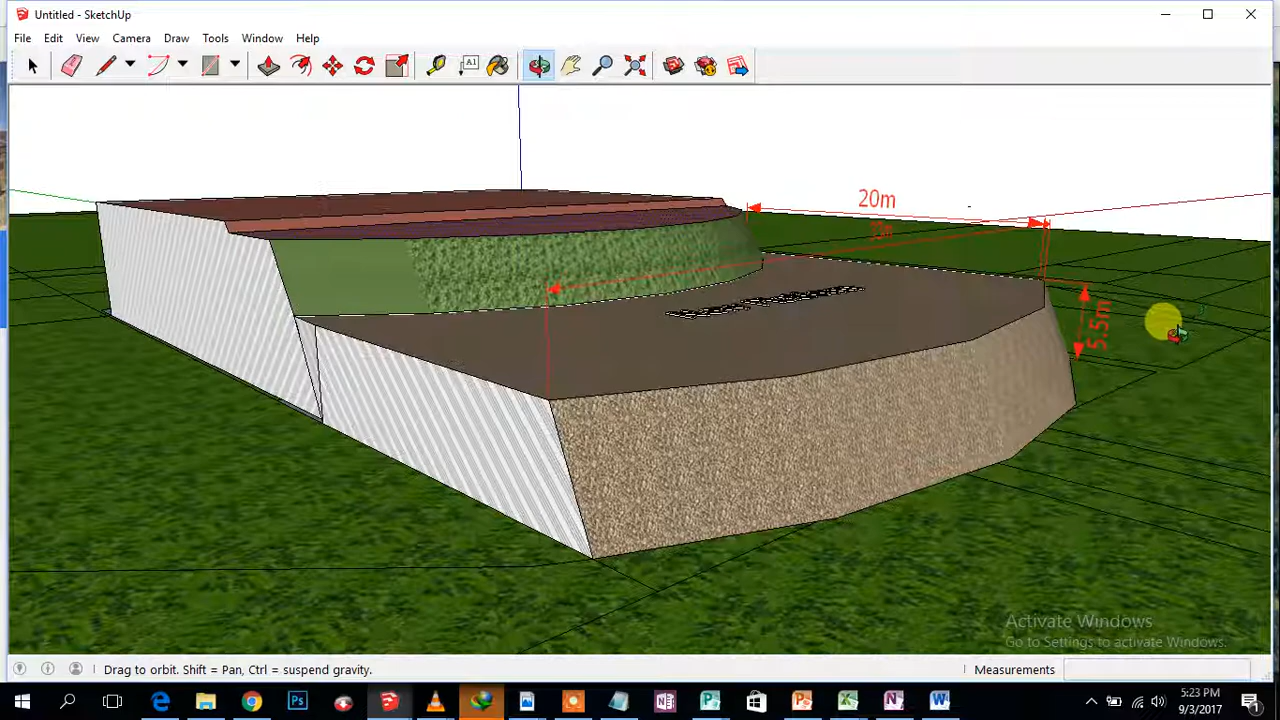 Untitled - SketchUp
File Edit View Camera Draw Tools Window Help
A1
20m
5.5m
Activate Windows
Go to Settings to activate Windows.
Drag to orbit. Shift = Pan, Ctrl = suspend gravity.
Measurements
5:23 PM
9/3/2017